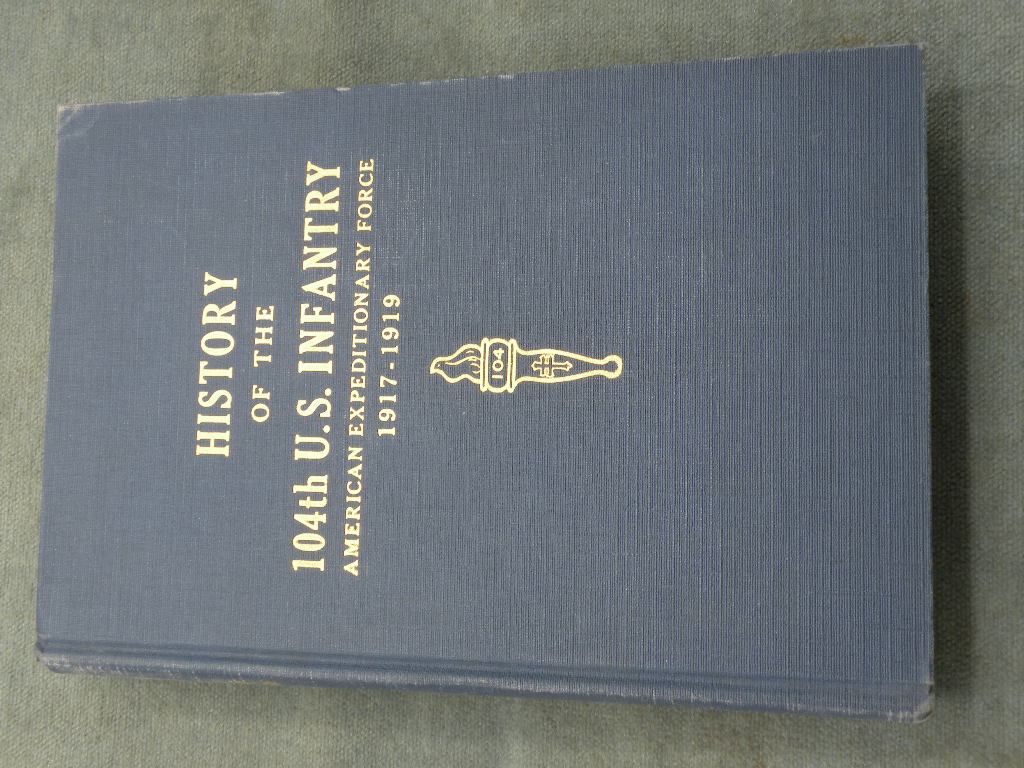 HISTORY
OF THE
104th U.S. INFANTRY
AMERICAN EXPEDITIONARY FORCE
1917-1919
104